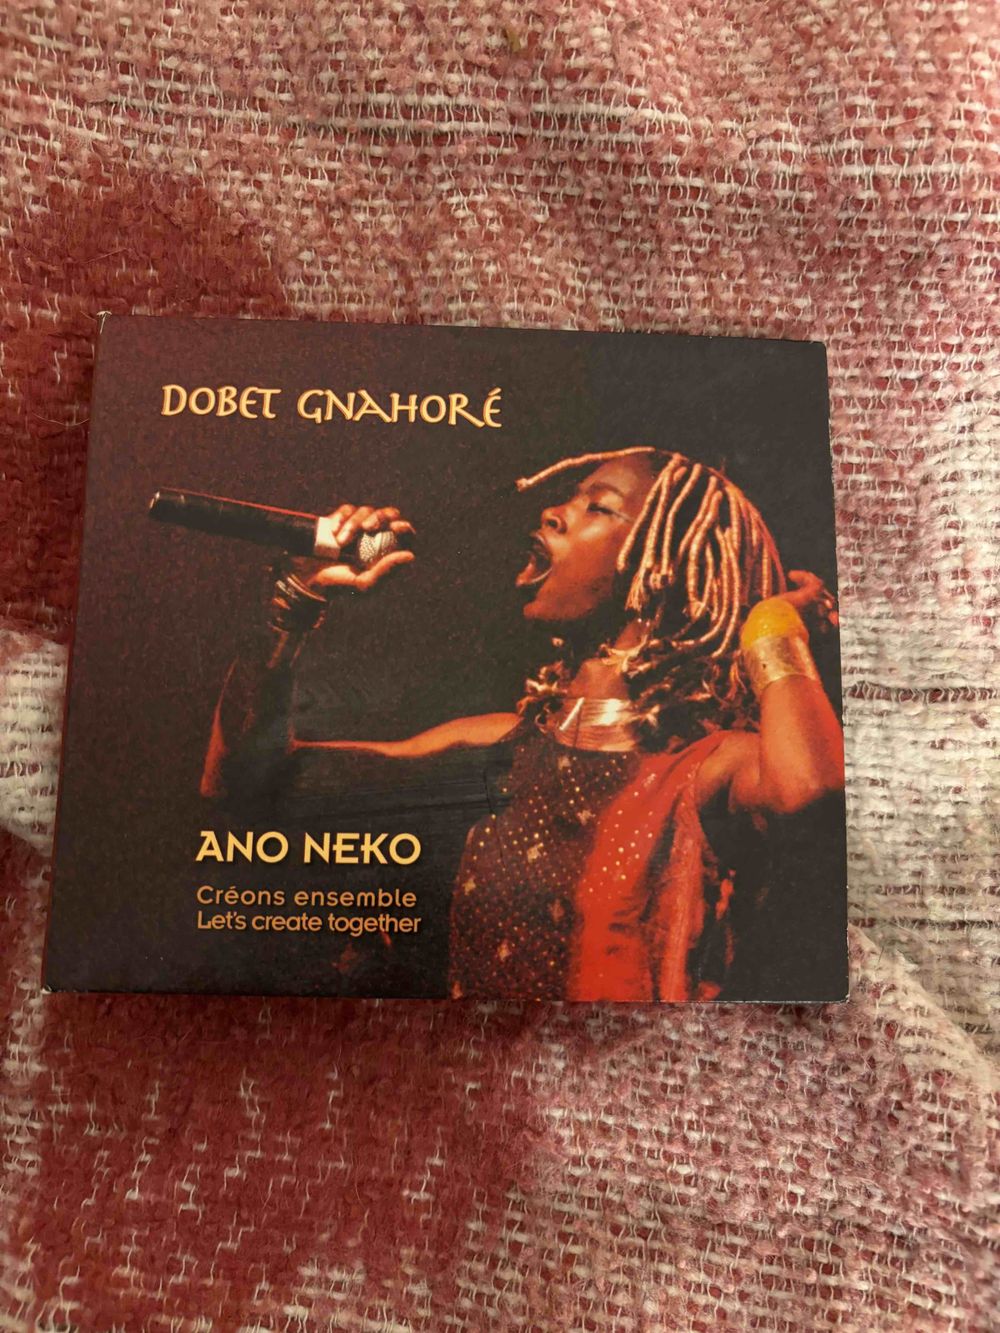 DOBET GNAHORÉ
ANO NEKO
Créons ensemble
Let's create together